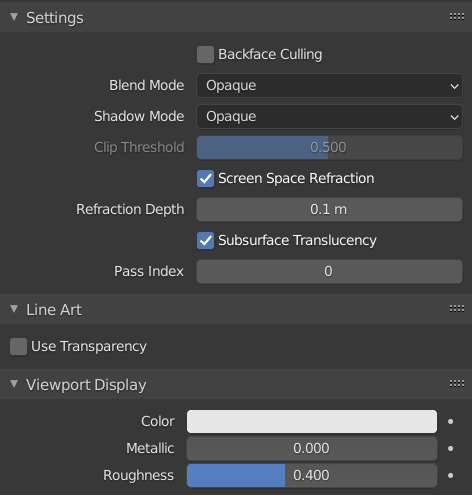 Settings
Backface Culling
Blend Mode Opaque
Shadow Mode Opaque
Clip Threshold 0.500
Screen Space Refraction
Refraction Depth 0.1 m
Subsurface Translucency
Pass Index 0
Line Art
Use Transparency
Viewport Display
Color
Metallic 0.000
Roughness 0.400